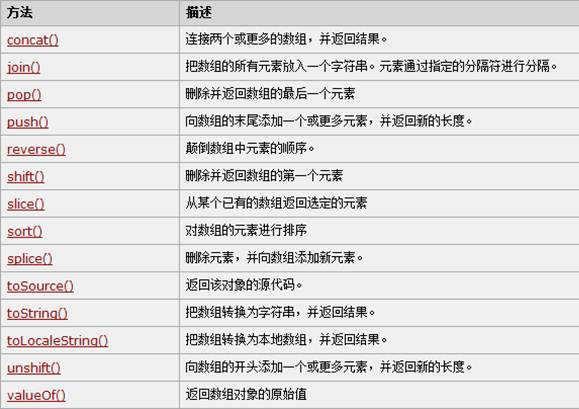 方法 描述
concat() 连接两个或更多的数组，并返回结果。
join() 把数组的所有元素放入一个字符串。元素通过指定的分隔符进行分隔。
pop() 删除并返回数组的最后一个元素
push() 向数组的末尾添加一个或更多元素，并返回新的长度。
reverse() 颠倒数组中元素的顺序。
shift() 删除并返回数组的第一个元素
slice() 从某个已有的数组返回选定的元素
sort() 对数组的元素进行排序
splice() 删除元素，并向数组添加新元素。
toSource() 返回该对象的源代码。
toString() 把数组转换为字符串，并返回结果。
toLocaleString() 把数组转换为本地数组，并返回结果。
unshift() 向数组的开头添加一个或更多元素，并返回新的长度。
valueOf() 返回数组对象的原始值